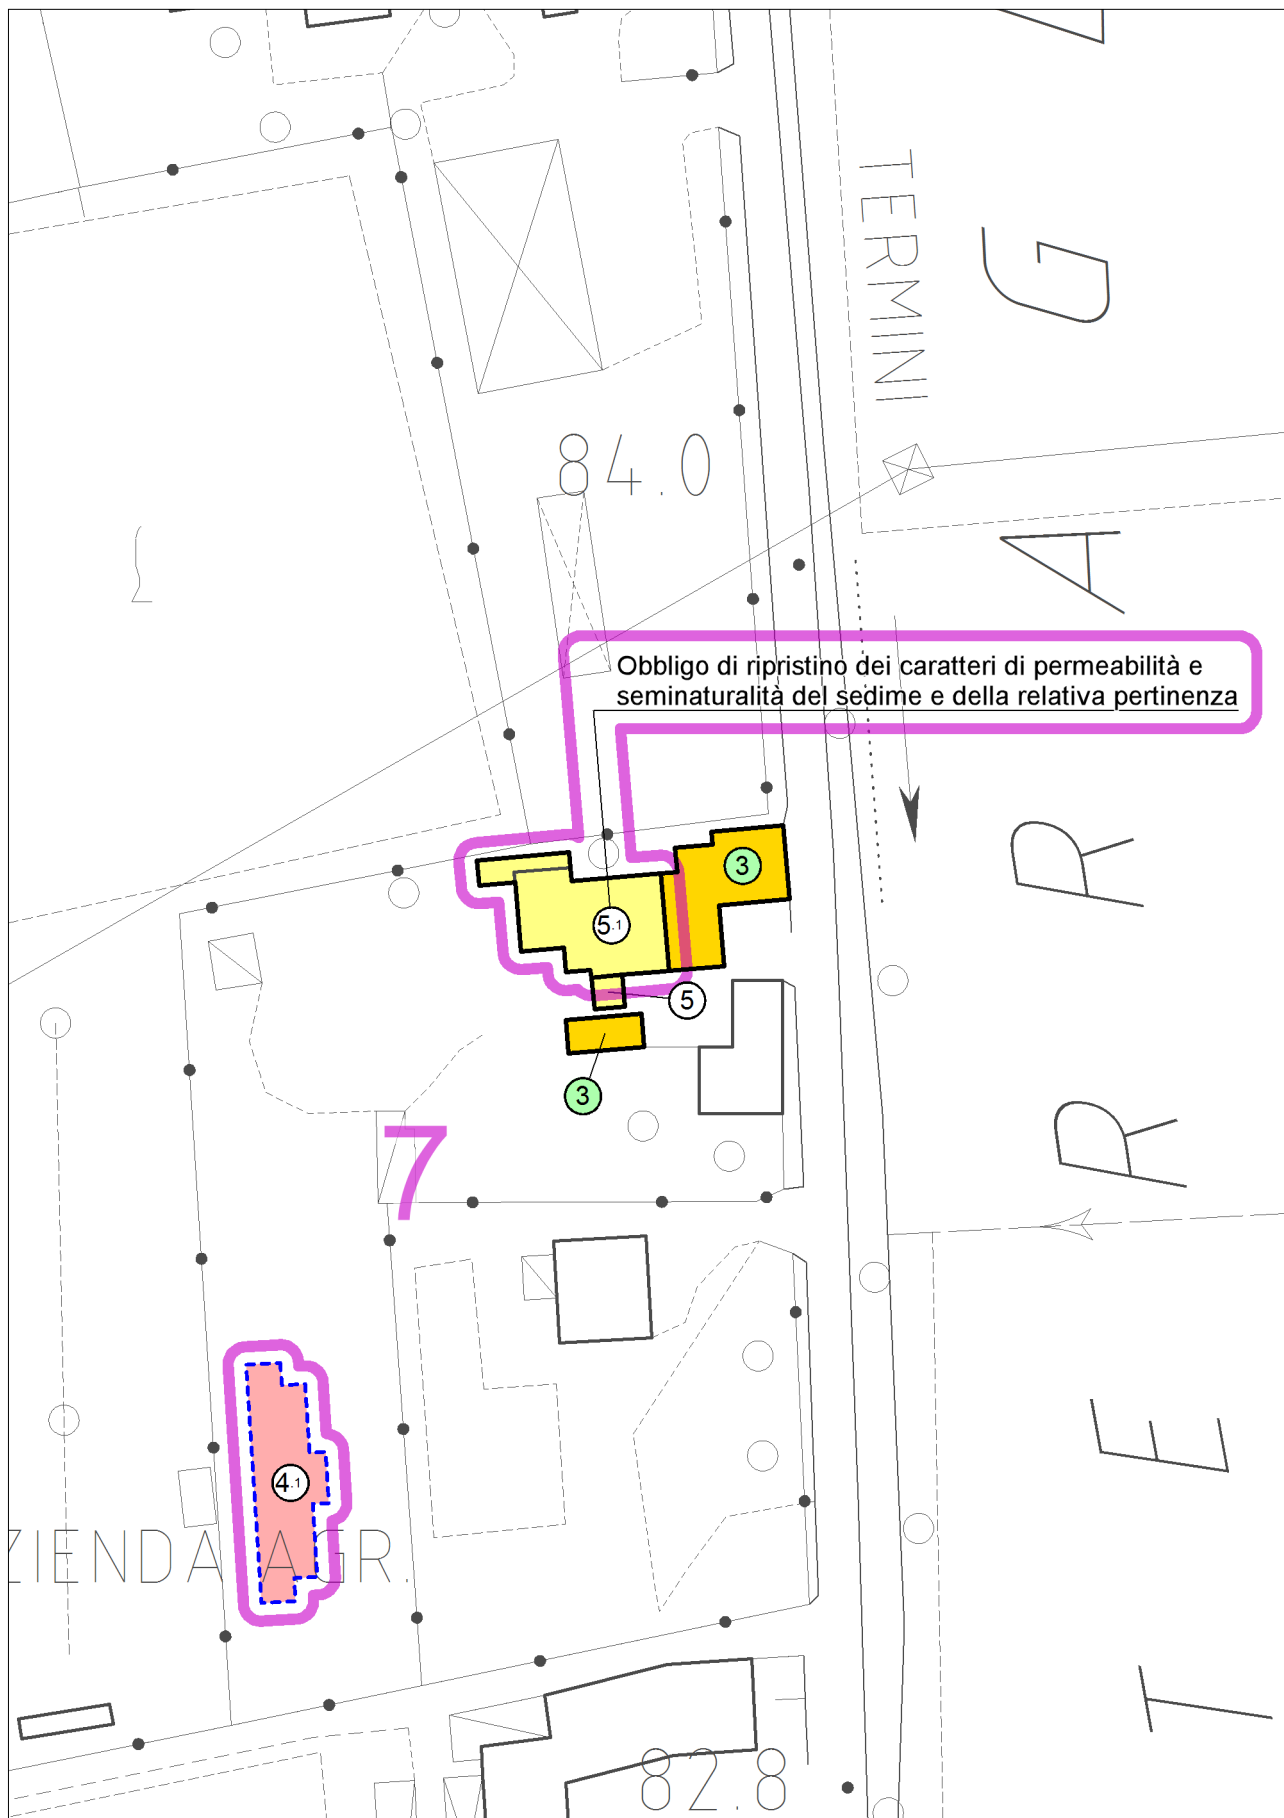 TERMINI
G
84.0
A
Obbligo di ripristino dei caratteri di permeabilità e
seminaturalità del sedime e della relativa pertinenza
R
3
5.1
5
3
7
R
E
4.1
ZIENDA AGR.
T
82.8